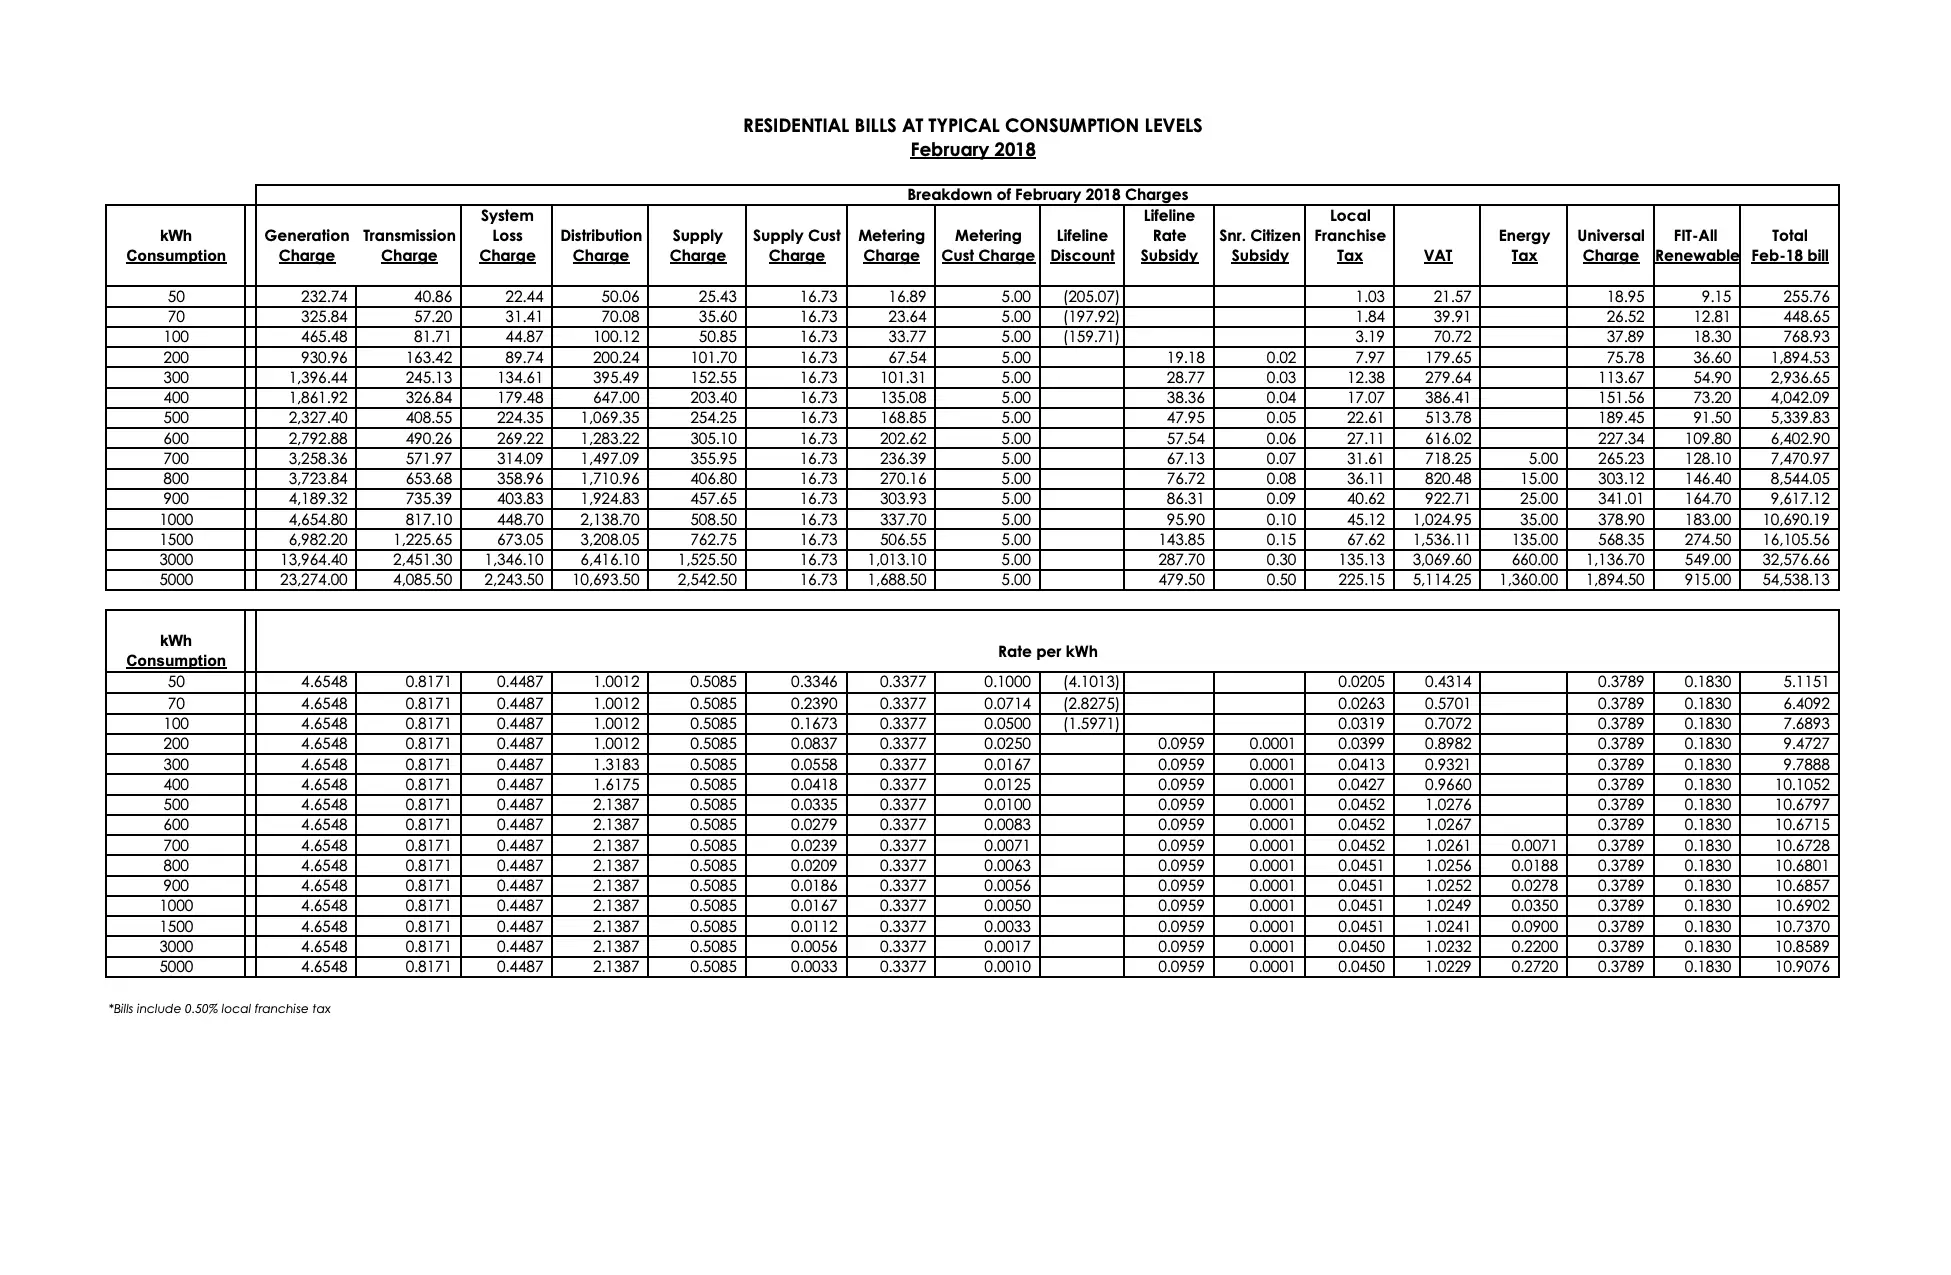 RESIDENTIAL BILLS AT TYPICAL CONSUMPTION LEVELS
February 2018
Breakdown of February 2018 Charges
kWh Consumption Generation Charge Transmission Charge System Loss Charge Distribution Charge Supply Charge Supply Cust Charge Metering Charge Metering Cust Charge Lifeline Discount Lifeline Rate Subsidy Snr. Citizen Subsidy Local Franchise Tax VAT Energy Tax Universal Charge FIT-All Renewable Total Feb-18 bill
50 232.74 40.86 22.44 50.06 25.43 16.73 16.89 5.00 (205.07) 1.03 21.57 18.95 9.15 255.76
70 325.84 57.20 31.41 70.08 35.60 16.73 23.64 5.00 (197.92) 1.84 39.91 26.52 12.81 448.65
100 465.48 81.71 44.87 100.12 50.85 16.73 33.77 5.00 (159.71) 3.19 70.72 37.89 18.30 768.93
200 930.96 163.42 89.74 200.24 101.70 16.73 67.54 5.00 19.18 0.02 7.97 179.65 75.78 36.60 1,894.53
300 1,396.44 245.13 134.61 395.49 152.55 16.73 101.31 5.00 28.77 0.03 12.38 279.64 113.67 54.90 2,936.65
400 1,861.92 326.84 179.48 647.00 203.40 16.73 135.08 5.00 38.36 0.04 17.07 386.41 151.56 73.20 4,042.09
500 2,327.40 408.55 224.35 1,069.35 254.25 16.73 168.85 5.00 47.95 0.05 22.61 513.78 189.45 91.50 5,339.83
600 2,792.88 490.26 269.22 1,283.22 305.10 16.73 202.62 5.00 57.54 0.06 27.11 616.02 227.34 109.80 6,402.90
700 3,258.36 571.97 314.09 1,497.09 355.95 16.73 236.39 5.00 67.13 0.07 31.61 718.25 5.00 265.23 128.10 7,470.97
800 3,723.84 653.68 358.96 1,710.96 406.80 16.73 270.16 5.00 76.72 0.08 36.11 820.48 15.00 303.12 146.40 8,544.05
900 4,189.32 735.39 403.83 1,924.83 457.65 16.73 303.93 5.00 86.31 0.09 40.62 922.71 25.00 341.01 164.70 9,617.12
1000 4,654.80 817.10 448.70 2,138.70 508.50 16.73 337.70 5.00 95.90 0.10 45.12 1,024.95 35.00 378.90 183.00 10,690.19
1500 6,982.20 1,225.65 673.05 3,208.05 762.75 16.73 506.55 5.00 143.85 0.15 67.62 1,536.11 135.00 568.35 274.50 16,105.56
3000 13,964.40 2,451.30 1,346.10 6,416.10 1,525.50 16.73 1,013.10 5.00 287.70 0.30 135.13 3,069.60 660.00 1,136.70 549.00 32,576.66
5000 23,274.00 4,085.50 2,243.50 10,693.50 2,542.50 16.73 1,688.50 5.00 479.50 0.50 225.15 5,114.25 1,360.00 1,894.50 915.00 54,538.13
kWh Consumption Rate per kWh
50 4.6548 0.8171 0.4487 1.0012 0.5085 0.3346 0.3377 0.1000 (4.1013) 0.0205 0.4314 0.3789 0.1830 5.1151
70 4.6548 0.8171 0.4487 1.0012 0.5085 0.2390 0.3377 0.0714 (2.8275) 0.0263 0.5701 0.3789 0.1830 6.4092
100 4.6548 0.8171 0.4487 1.0012 0.5085 0.1673 0.3377 0.0500 (1.5971) 0.0319 0.7072 0.3789 0.1830 7.6893
200 4.6548 0.8171 0.4487 1.0012 0.5085 0.0837 0.3377 0.0250 0.0959 0.0001 0.0399 0.8982 0.3789 0.1830 9.4727
300 4.6548 0.8171 0.4487 1.3183 0.5085 0.0558 0.3377 0.0167 0.0959 0.0001 0.0413 0.9321 0.3789 0.1830 9.7888
400 4.6548 0.8171 0.4487 1.6175 0.5085 0.0418 0.3377 0.0125 0.0959 0.0001 0.0427 0.9660 0.3789 0.1830 10.1052
500 4.6548 0.8171 0.4487 2.1387 0.5085 0.0335 0.3377 0.0100 0.0959 0.0001 0.0452 1.0276 0.3789 0.1830 10.6797
600 4.6548 0.8171 0.4487 2.1387 0.5085 0.0279 0.3377 0.0083 0.0959 0.0001 0.0452 1.0267 0.3789 0.1830 10.6715
700 4.6548 0.8171 0.4487 2.1387 0.5085 0.0239 0.3377 0.0071 0.0959 0.0001 0.0452 1.0261 0.0071 0.3789 0.1830 10.6728
800 4.6548 0.8171 0.4487 2.1387 0.5085 0.0209 0.3377 0.0063 0.0959 0.0001 0.0451 1.0256 0.0188 0.3789 0.1830 10.6801
900 4.6548 0.8171 0.4487 2.1387 0.5085 0.0186 0.3377 0.0056 0.0959 0.0001 0.0451 1.0252 0.0278 0.3789 0.1830 10.6857
1000 4.6548 0.8171 0.4487 2.1387 0.5085 0.0167 0.3377 0.0050 0.0959 0.0001 0.0451 1.0249 0.0350 0.3789 0.1830 10.6902
1500 4.6548 0.8171 0.4487 2.1387 0.5085 0.0112 0.3377 0.0033 0.0959 0.0001 0.0451 1.0241 0.0900 0.3789 0.1830 10.7370
3000 4.6548 0.8171 0.4487 2.1387 0.5085 0.0056 0.3377 0.0017 0.0959 0.0001 0.0450 1.0232 0.2200 0.3789 0.1830 10.8589
5000 4.6548 0.8171 0.4487 2.1387 0.5085 0.0033 0.3377 0.0010 0.0959 0.0001 0.0450 1.0229 0.2720 0.3789 0.1830 10.9076
*Bills include 0.50% local franchise tax